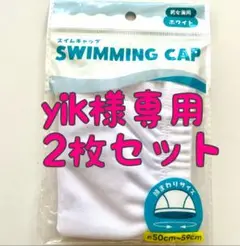 男女兼用
ホワイト
スイムキャップ
SWIMMING CAP
yik様専用
2枚セット
頭まわりサイズ
約50cm~59cm